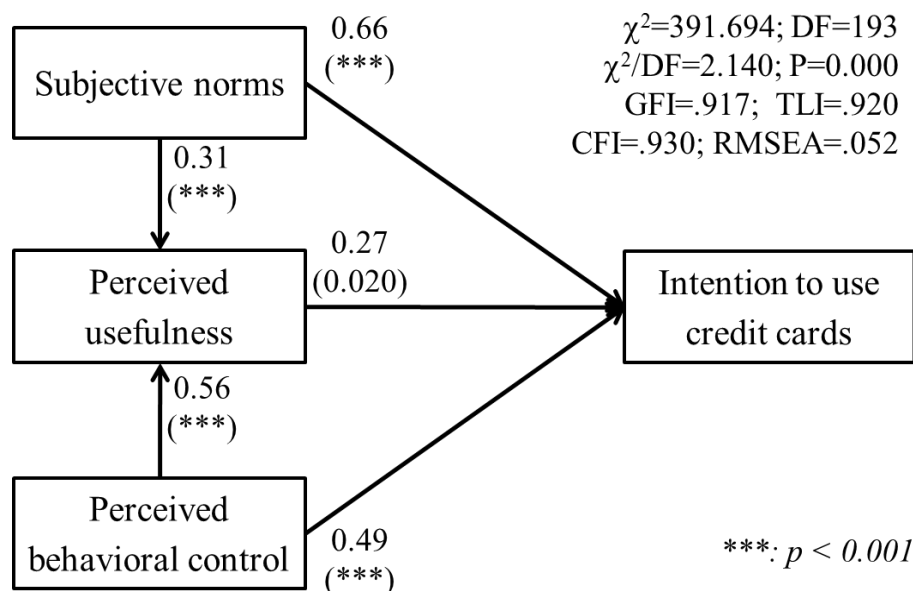 0.66
(***)
χ²=391.694; DF=193
χ²/DF=2.140; P=0.000
GFI=.917; TLI=.920
CFI=.930; RMSEA=.052
Subjective norms
0.31
(***)
Perceived
usefulness
0.27
(0.020)
Intention to use
credit cards
0.56
(***)
Perceived
behavioral control
0.49
(***)
***: p < 0.001